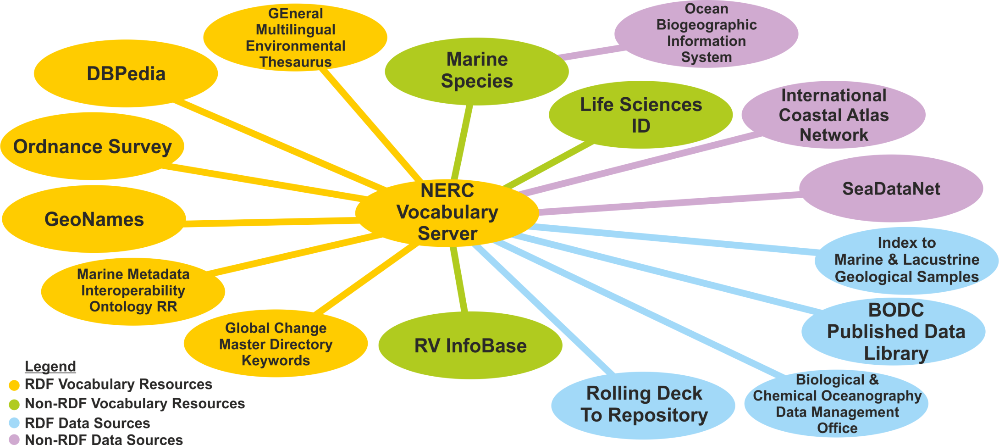 GEneral
Multilingual
Environmental
Thesaurus
Ocean
Biogeographic
Information
System
DBPedia
Marine
Species
Life Sciences
ID
International
Coastal Atlas
Network
Ordnance Survey
NERC
Vocabulary
Server
SeaDataNet
GeoNames
Index to
Marine & Lacustrine
Geological Samples
Marine Metadata
Interoperability
Ontology RR
BODC
Published Data
Library
Global Change
Master Directory
Keywords
RV InfoBase
Rolling Deck
To Repository
Biological &
Chemical Oceanography
Data Management
Office
Legend
RDF Vocabulary Resources
Non-RDF Vocabulary Resources
RDF Data Sources
Non-RDF Data Sources